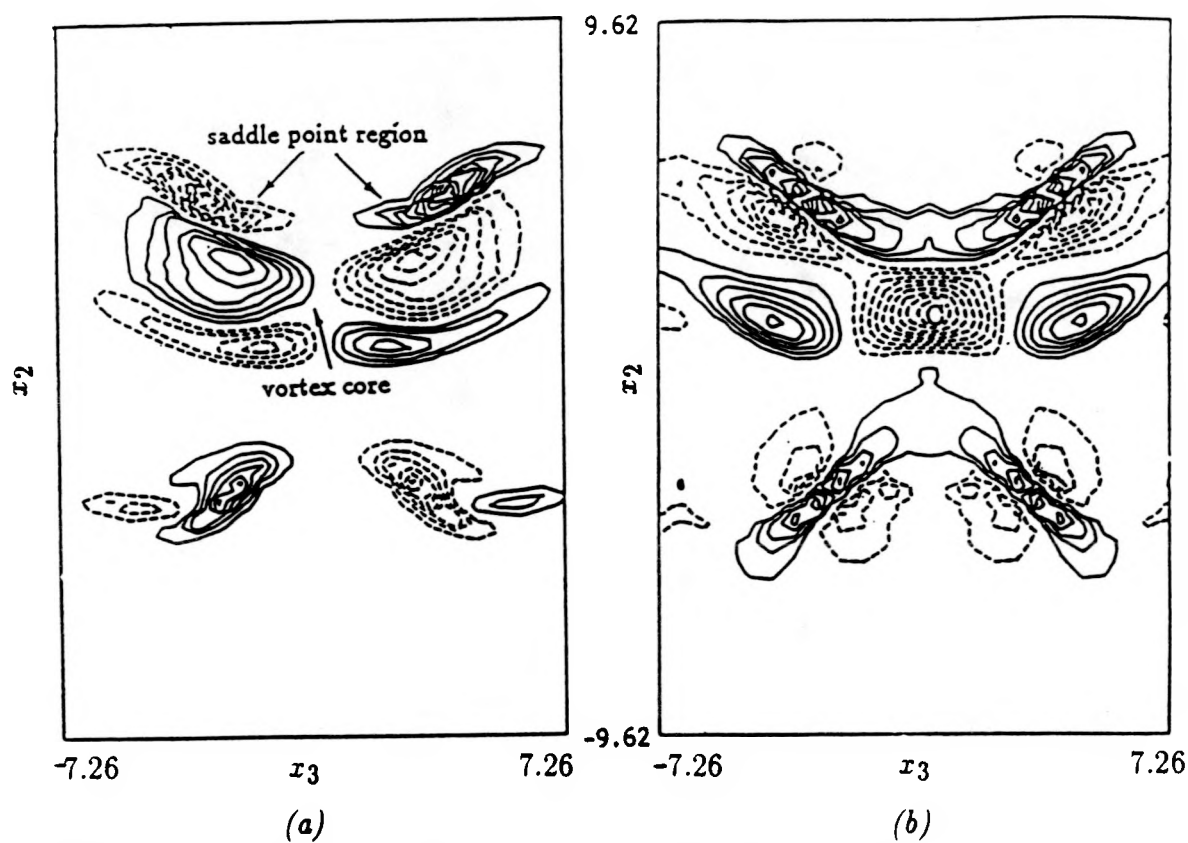 9.62
saddle point region
x2
vortex core
x2
C
-9.62
-7.26
x3
7.26
-7.26
x3
7.26
(a)
(b)